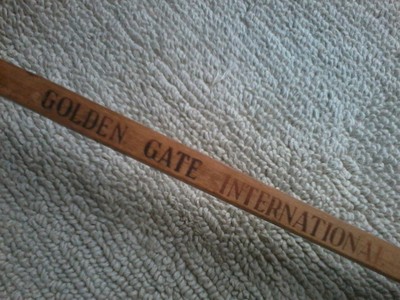 GOLDEN GATE INTERNATIONAL